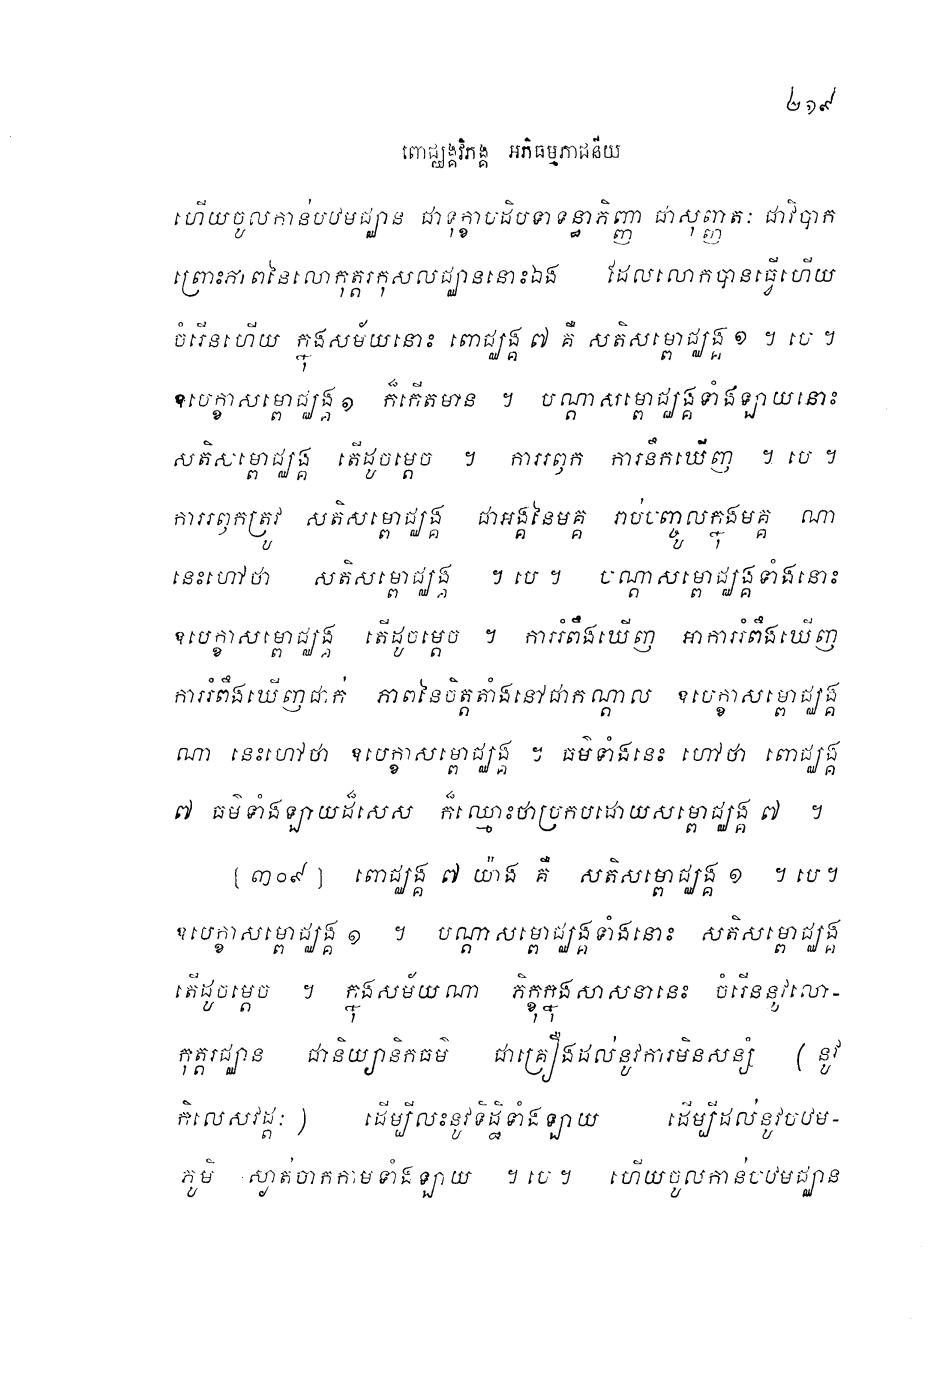 ២១៩
ពោជ្ឈង្គវិភង្គ អភិធម្មភាជនីយ
ហើយចូលកាន់បឋមជ្ឈាន ជាទុក្ខាបដិបទាទន្ធាភិញ្ញា ជាសុញ្ញតៈ ជាវិបាក
ព្រោះភាពនៃលោកុត្តរកុសលជ្ឈាននោះឯង ដែលលោកបានធ្វើហើយ
ចំរើនហើយ ក្នុងសម័យនោះ ពោជ្ឈង្គ ៧ គឺ សតិសម្ពោជ្ឈង្គ ១ ។ បេ ។
ឧបេក្ខាសម្ពោជ្ឈង្គ ១ ក៏កើតមាន ។ បណ្តាសម្ពោជ្ឈង្គទាំងឡាយនោះ
សតិសម្ពោជ្ឈង្គ តើដូចម្តេច ។ ការរឭក ការនឹកឃើញ ។ បេ ។
ការរឭកត្រូវ សតិសម្ពោជ្ឈង្គ ជាអង្គនៃមគ្គ រាប់បញ្ចូលក្នុងមគ្គ ណា
នេះហៅថា សតិសម្ពោជ្ឈង្គ ។ បេ ។ បណ្តាសម្ពោជ្ឈង្គទាំងនោះ
ឧបេក្ខាសម្ពោជ្ឈង្គ តើដូចម្តេច ។ ការរំពឹងឃើញ អាការរំពឹងឃើញ
ការរំពឹងឃើញជាក់ ភាពនៃចិត្តតាំងនៅជាកណ្តាល ឧបេក្ខាសម្ពោជ្ឈង្គ
ណា នេះហៅថា ឧបេក្ខាសម្ពោជ្ឈង្គ ។ ធម៌ទាំងនេះ ហៅថា ពោជ្ឈង្គ
៧ ធម៌ទាំងឡាយដ៏សេស ក៏ឈ្មោះថាប្រកបដោយសម្ពោជ្ឈង្គ ៧ ។
[ ៣០៩ ] ពោជ្ឈង្គ ៧ យ៉ាង គឺ សតិសម្ពោជ្ឈង្គ ១ ។ បេ ។
ឧបេក្ខាសម្ពោជ្ឈង្គ ១ ។ បណ្តាសម្ពោជ្ឈង្គទាំងនោះ សតិសម្ពោជ្ឈង្គ
តើដូចម្តេច ។ ក្នុងសម័យណា ភិក្ខុក្នុងសាសនានេះ ចំរើននូវលោ-
កុត្តរជ្ឈាន ជានិយ្យានិកធម៌ ជាគ្រឿងដល់នូវការមិនសន្សំ ( នូវ
កិលេសវដ្តៈ ) ដើម្បីលះនូវទិដ្ឋិទាំងឡាយ ដើម្បីដល់នូវបឋម-
ភូមិ ស្ងាត់ចាកកាមទាំងឡាយ ។ បេ ។ ហើយចូលកាន់បឋមជ្ឈាន